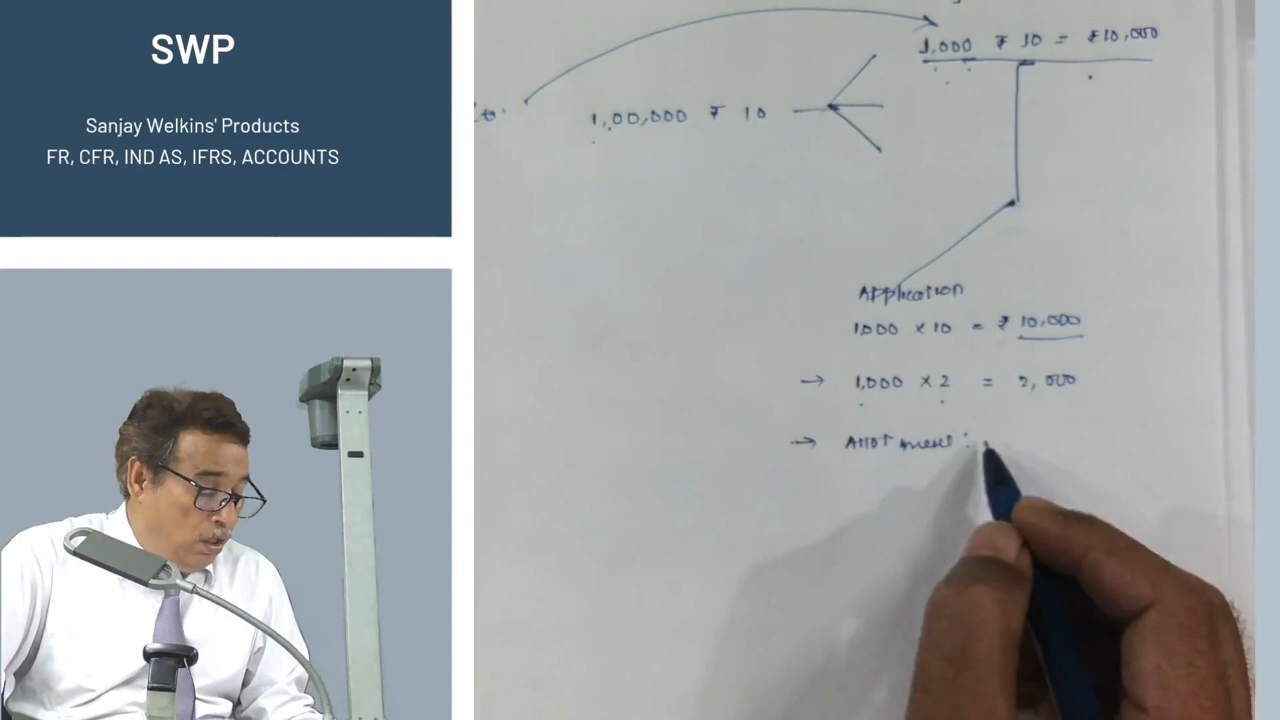 SWP
Sanjay Welkins' Products
FR, CFR, IND AS, IFRS, ACCOUNTS
1,000 ₹ 10 = ₹10,000
1,00,000 ₹ 10
Application
1000 × 10 = ₹ 10,000
→ 1,000 × 2 = 2,000
→ Allotment: